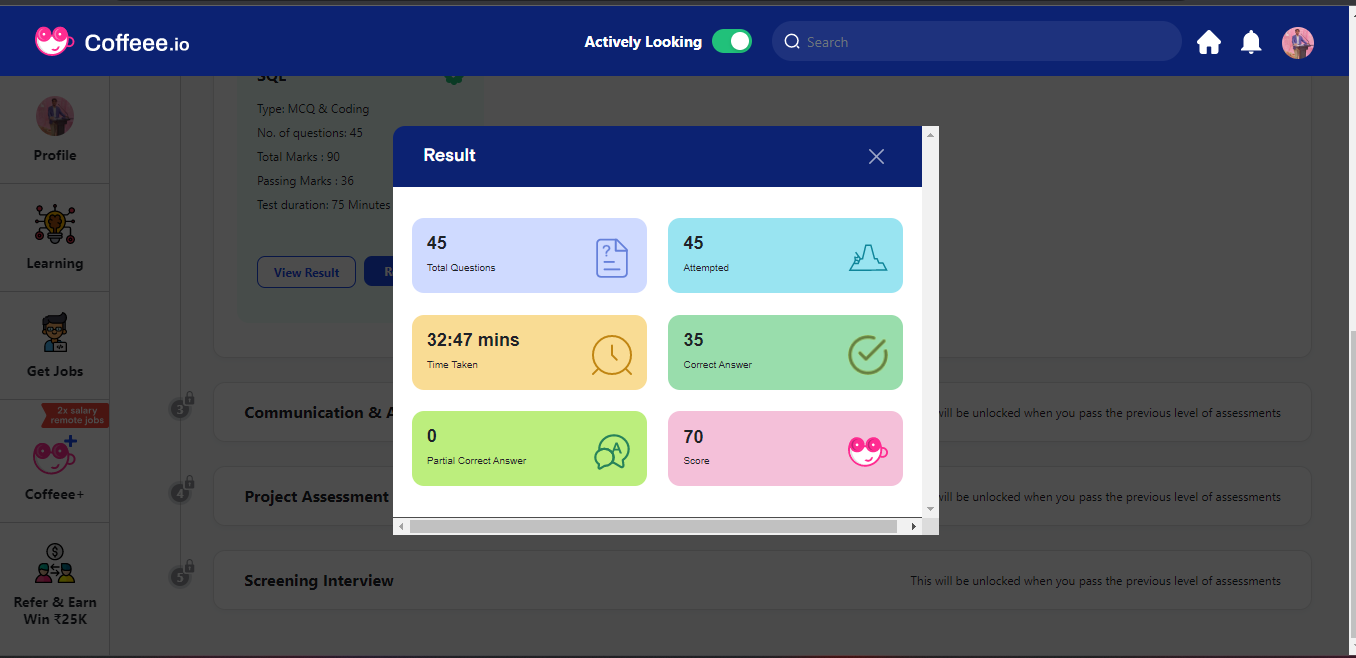 Coffeee.io
Actively Looking
Search
SQL
Type: MCQ & Coding
No. of questions: 45
Total Marks : 90
Passing Marks : 36
Test duration: 75 Minutes
View Result
R
Profile
Learning
Get Jobs
2x salary
remote jobs
Coffeee+
Refer & Earn
Win ₹25K
Result
45
Total Questions
?
45
Attempted
32:47 mins
Time Taken
35
Correct Answer
0
Partial Correct Answer
A
70
Score
3
Communication & A
will be unlocked when you pass the previous level of assessments
4
Project Assessment
will be unlocked when you pass the previous level of assessments
5
Screening Interview
This will be unlocked when you pass the previous level of assessments